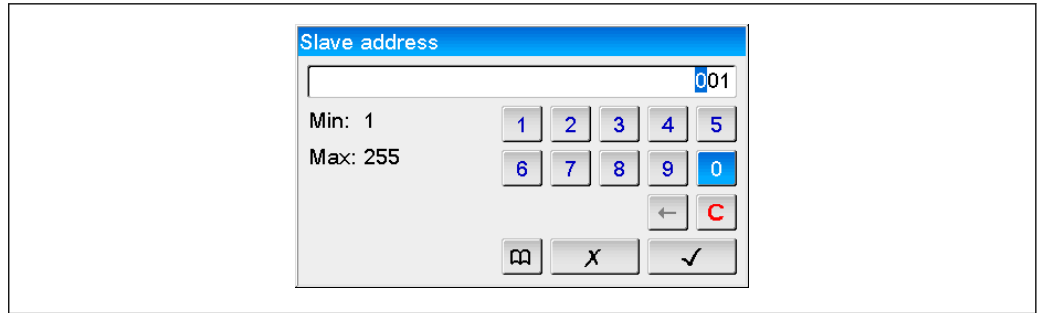 Slave address
001
Min: 1
1 2 3 4 5
Max: 255
6 7 8 9 0
← C
✗ ✓